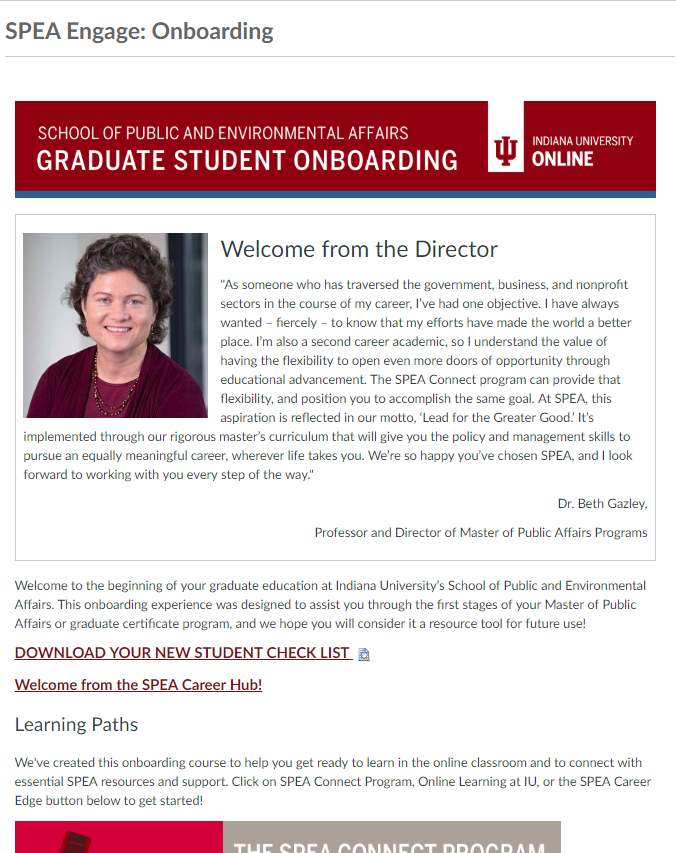 SPEA Engage: Onboarding
SCHOOL OF PUBLIC AND ENVIRONMENTAL AFFAIRS
GRADUATE STUDENT ONBOARDING
INDIANA UNIVERSITY
ONLINE
Welcome from the Director
"As someone who has traversed the government, business, and nonprofit
sectors in the course of my career, I've had one objective. I have always
wanted – fiercely – to know that my efforts have made the world a better
place. I'm also a second career academic, so I understand the value of
having the flexibility to open even more doors of opportunity through
educational advancement. The SPEA Connect program can provide that
flexibility, and position you to accomplish the same goal. At SPEA, this
aspiration is reflected in our motto, 'Lead for the Greater Good.' It's
implemented through our rigorous master's curriculum that will give you the policy and management skills to
pursue an equally meaningful career, wherever life takes you. We're so happy you've chosen SPEA, and I look
forward to working with you every step of the way."
Dr. Beth Gazley,
Professor and Director of Master of Public Affairs Programs
Welcome to the beginning of your graduate education at Indiana University's School of Public and Environmental
Affairs. This onboarding experience was designed to assist you through the first stages of your Master of Public
Affairs or graduate certificate program, and we hope you will consider it a resource tool for future use!
DOWNLOAD YOUR NEW STUDENT CHECK LIST
Welcome from the SPEA Career Hub!
Learning Paths
We've created this onboarding course to help you get ready to learn in the online classroom and to connect with
essential SPEA resources and support. Click on SPEA Connect Program, Online Learning at IU, or the SPEA Career
Edge button below to get started!
THE SPEA CONNECT PROGRAM